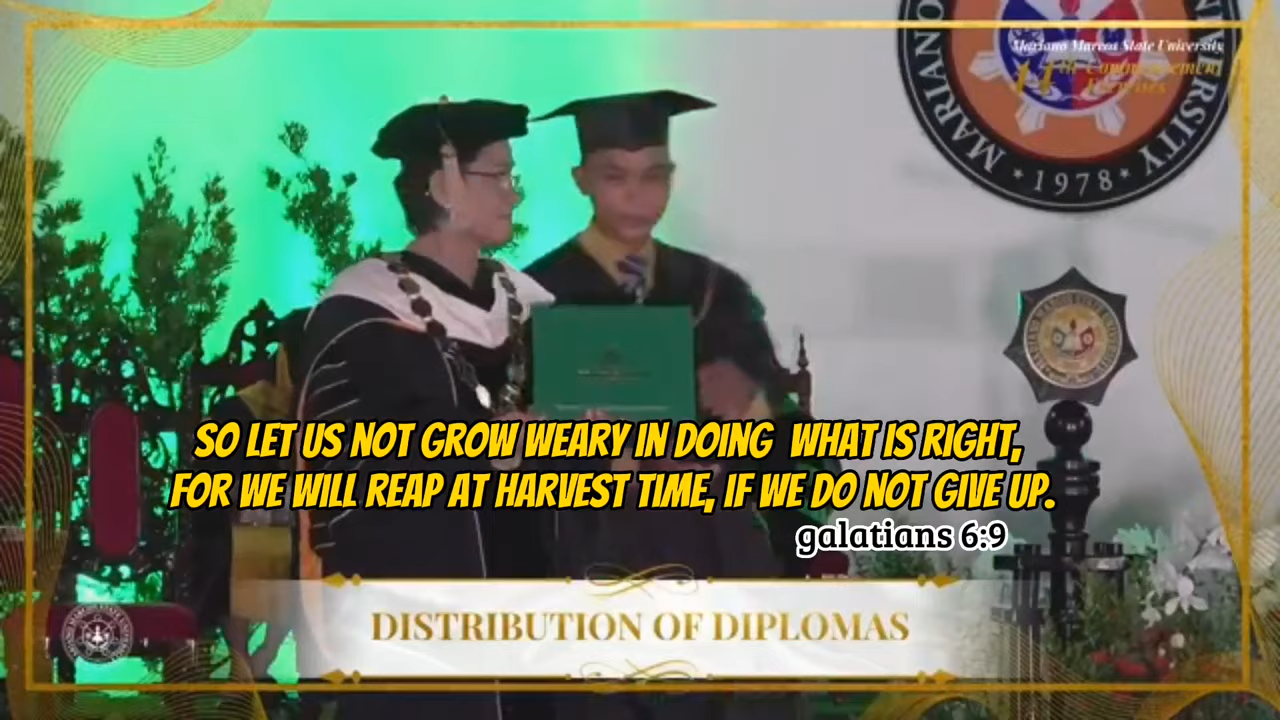 Mariano Marcos State University
MARIANO
UNIVERSITY
* 1978 *
SO LET US NOT GROW WEARY IN DOING WHAT IS RIGHT,
FOR WE WILL REAP AT HARVEST TIME, IF WE DO NOT GIVE UP.
galatians 6:9
DISTRIBUTION OF DIPLOMAS